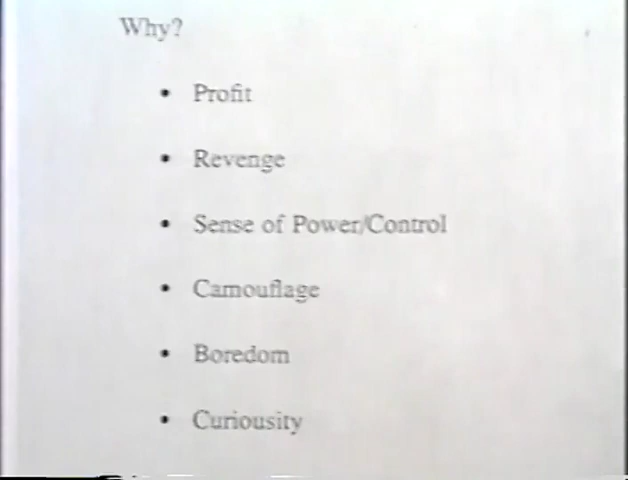 Why?
• Profit
• Revenge
• Sense of Power/Control
• Camouflage
• Boredom
• Curiousity